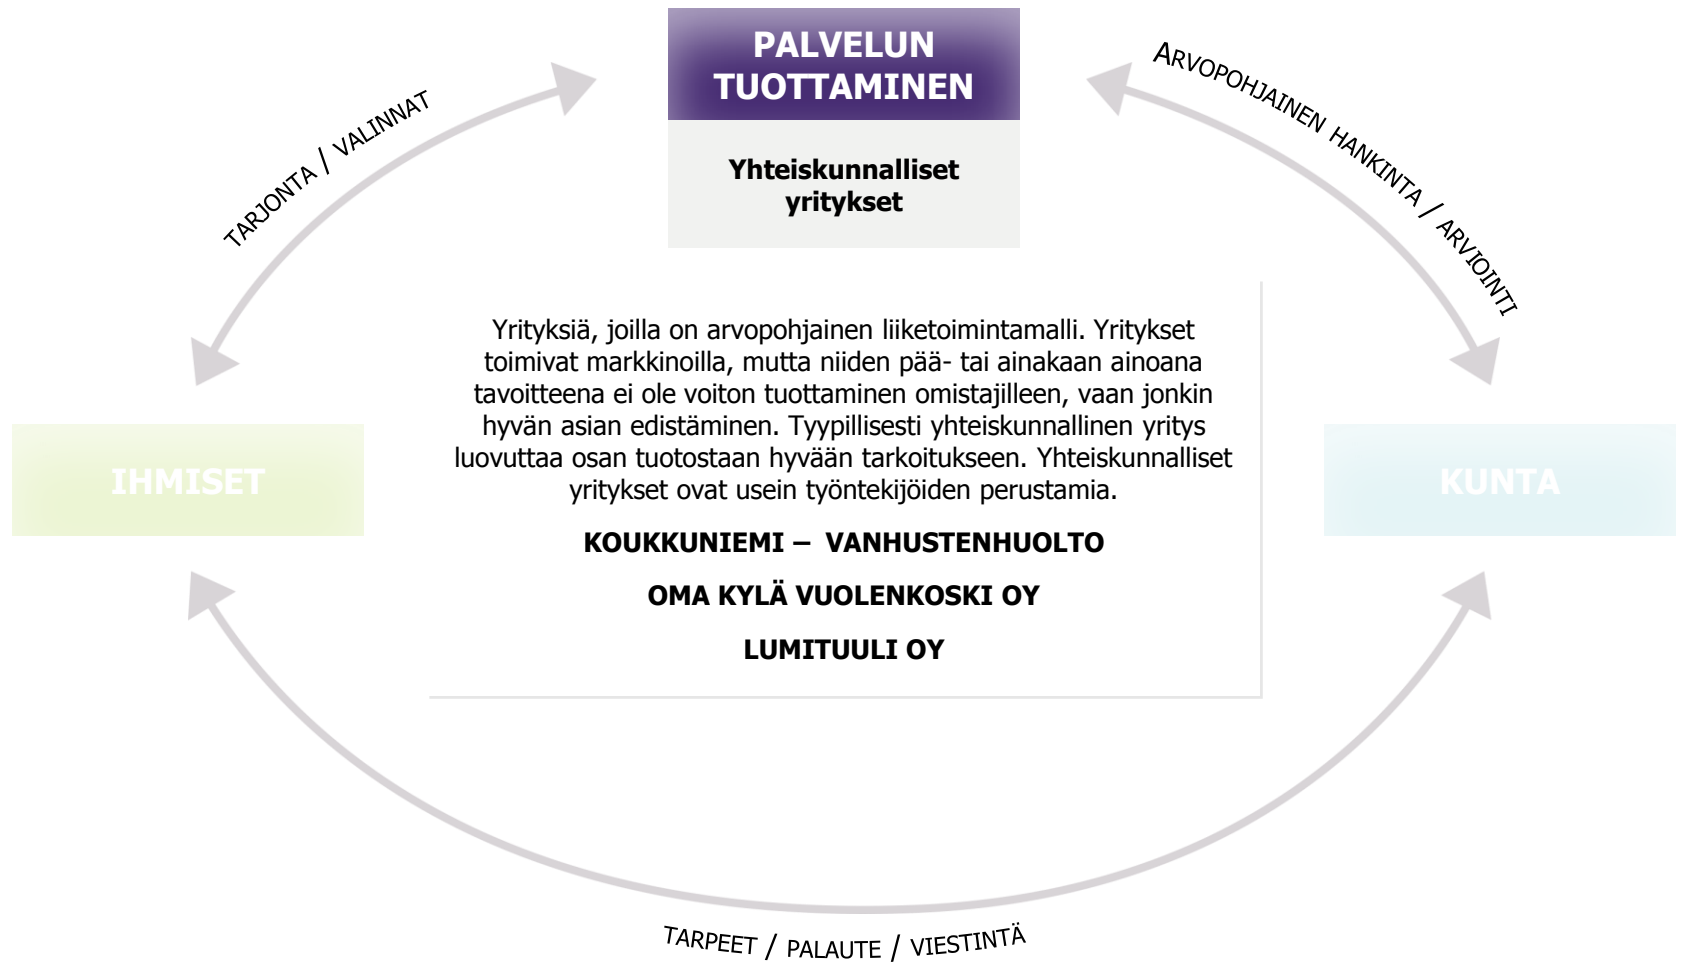 PALVELUN
TUOTTAMINEN
Yhteiskunnalliset
yritykset
TARJONTA / VALINNAT
ARVOPOHJAINEN HANKINTA / ARVIOINTI
Yrityksiä, joilla on arvopohjainen liiketoimintamalli. Yritykset
toimivat markkinoilla, mutta niiden pää- tai ainakaan ainoana
tavoitteena ei ole voiton tuottaminen omistajilleen, vaan jonkin
hyvän asian edistäminen. Tyypillisesti yhteiskunnallinen yritys
luovuttaa osan tuotostaan hyvään tarkoitukseen. Yhteiskunnalliset
yritykset ovat usein työntekijöiden perustamia.
KOUKKUNIEMI – VANHUSTENHUOLTO
OMA KYLÄ VUOLENKOSKI OY
LUMITUULI OY
IHMISET
KUNTA
TARPEET / PALAUTE / VIESTINTÄ